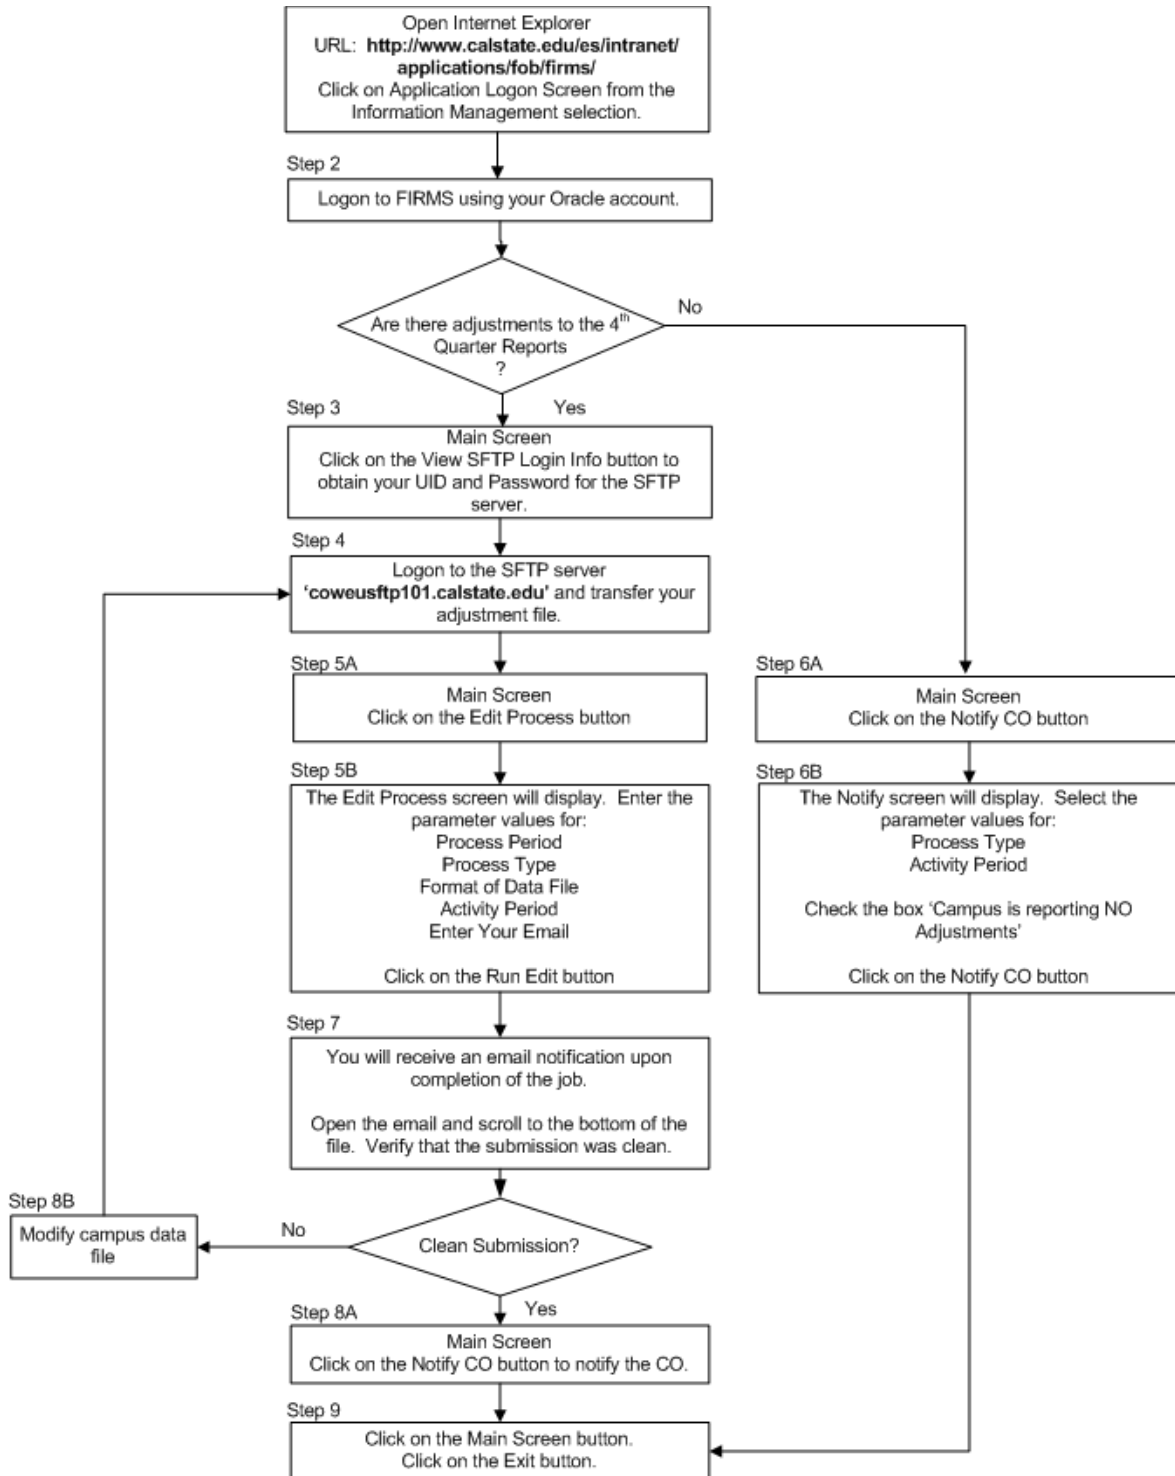 Open Internet Explorer
URL: http://www.calstate.edu/es/intranet/
applications/fob/firms/
Click on Application Logon Screen from the
Information Management selection.
Step 2
Logon to FIRMS using your Oracle account.
Are there adjustments to the 4th
Quarter Reports
?
No
Yes
Step 3
Main Screen
Click on the View SFTP Login Info button to
obtain your UID and Password for the SFTP
server.
Step 4
Logon to the SFTP server
‘coweusftp101.calstate.edu’ and transfer your
adjustment file.
Step 5A
Main Screen
Click on the Edit Process button
Step 6A
Main Screen
Click on the Notify CO button
Step 5B
The Edit Process screen will display. Enter the
parameter values for:
Process Period
Process Type
Format of Data File
Activity Period
Enter Your Email
Click on the Run Edit button
Step 6B
The Notify screen will display. Select the
parameter values for:
Process Type
Activity Period
Check the box ‘Campus is reporting NO
Adjustments’
Click on the Notify CO button
Step 7
You will receive an email notification upon
completion of the job.
Open the email and scroll to the bottom of the
file. Verify that the submission was clean.
Step 8B
Modify campus data
file
No
Clean Submission?
Yes
Step 8A
Main Screen
Click on the Notify CO button to notify the CO.
Step 9
Click on the Main Screen button.
Click on the Exit button.